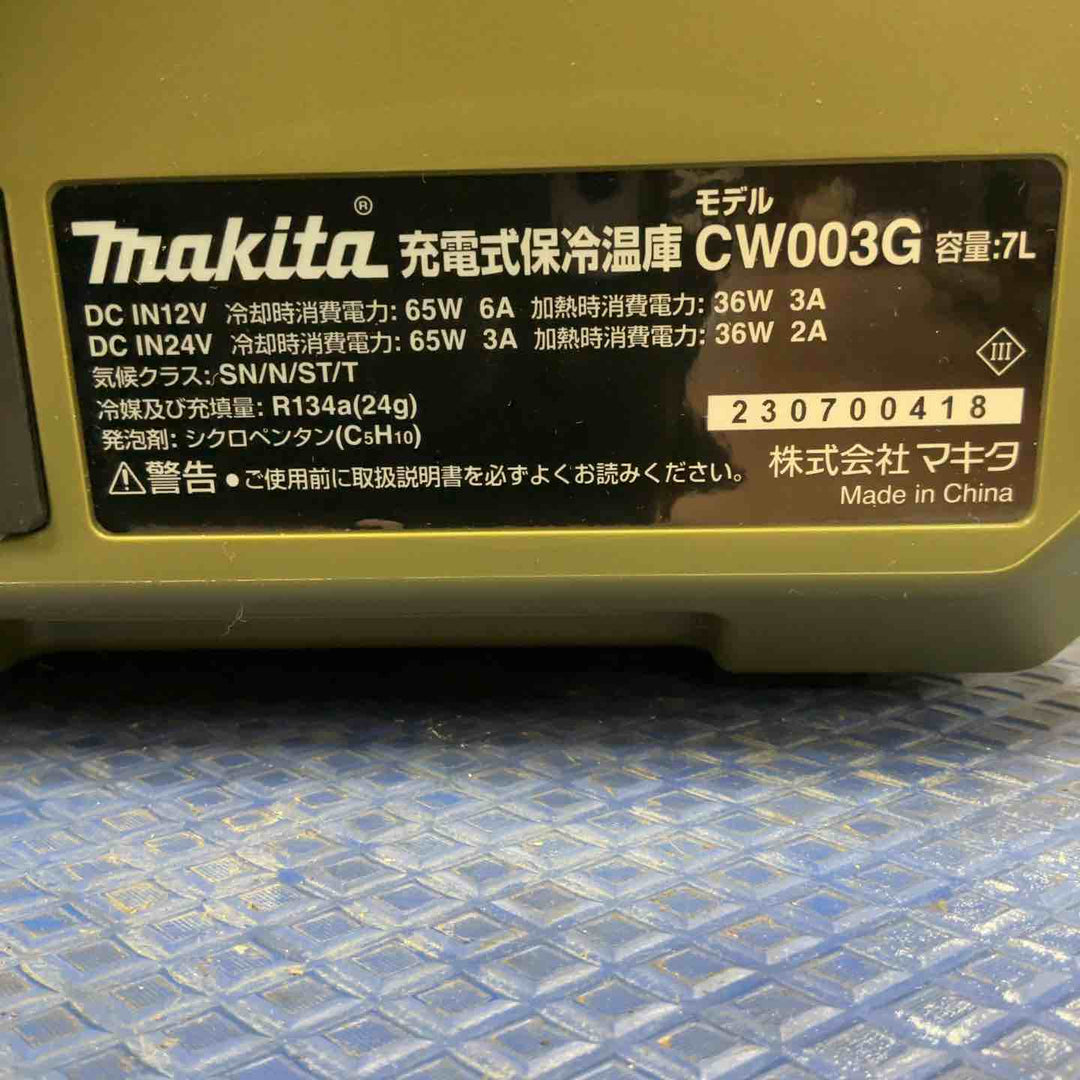 makita® 充電式保冷温庫 モデル CW003G 容量:7L
DC IN12V 冷却時消費電力: 65W 6A 加熱時消費電力: 36W 3A
DC IN24V 冷却時消費電力: 65W 3A 加熱時消費電力: 36W 2A
気候クラス: SN/N/ST/T
冷媒及び充填量: R134a(24g)
発泡剤: シクロペンタン(C₅H₁₀)
⚠警告 ●ご使用前に取扱説明書を必ずよくお読みください。
III
230700418
株式会社 マキタ
Made in China